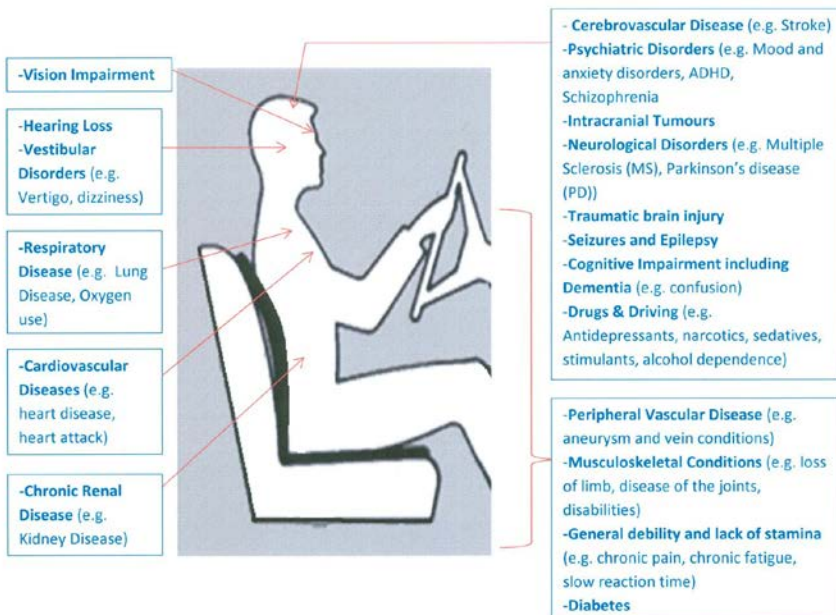 -Vision Impairment
-Hearing Loss
-Vestibular
Disorders (e.g.
Vertigo, dizziness)
-Respiratory
Disease (e.g. Lung
Disease, Oxygen
use)
-Cardiovascular
Diseases (e.g.
heart disease,
heart attack)
-Chronic Renal
Disease (e.g.
Kidney Disease)
- Cerebrovascular Disease (e.g. Stroke)
-Psychiatric Disorders (e.g. Mood and
anxiety disorders, ADHD,
Schizophrenia
-Intracranial Tumours
-Neurological Disorders (e.g. Multiple
Sclerosis (MS), Parkinson's disease
(PD))
-Traumatic brain injury
-Seizures and Epilepsy
-Cognitive Impairment including
Dementia (e.g. confusion)
-Drugs & Driving (e.g.
Antidepressants, narcotics, sedatives,
stimulants, alcohol dependence)
-Peripheral Vascular Disease (e.g.
aneurysm and vein conditions)
-Musculoskeletal Conditions (e.g. loss
of limb, disease of the joints,
disabilities)
-General debility and lack of stamina
(e.g. chronic pain, chronic fatigue,
slow reaction time)
-Diabetes